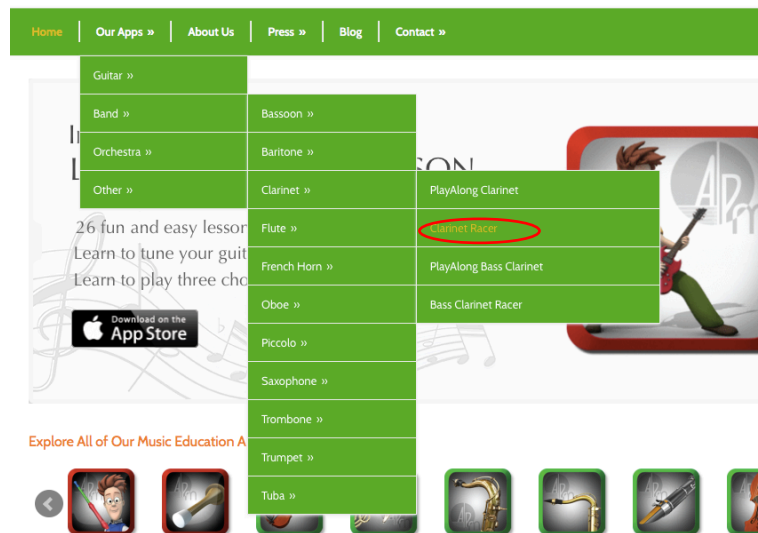 Home
Our Apps »
About Us
Press »
Blog
Contact »
Guitar »
Band »
Orchestra »
Other »
Bassoon »
Baritone »
Clarinet »
Flute »
French Horn »
Oboe »
Piccolo »
Saxophone »
Trombone »
Trumpet »
Tuba »
PlayAlong Clarinet
Clarinet Racer
PlayAlong Bass Clarinet
Bass Clarinet Racer
26 fun and easy lesson
Learn to tune your guit
Learn to play three cho
Download on the
App Store
Explore All of Our Music Education A